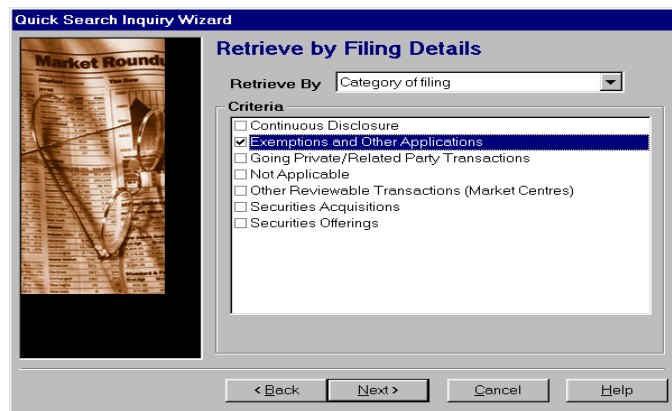 Quick Search Inquiry Wizard
Market Roundu
Retrieve by Filing Details
Retrieve By Category of filing
Criteria
Continuous Disclosure
Exemptions and Other Applications
Going Private/Related Party Transactions
Not Applicable
Other Reviewable Transactions (Market Centres)
Securities Acquisitions
Securities Offerings
< Back Next > Cancel Help